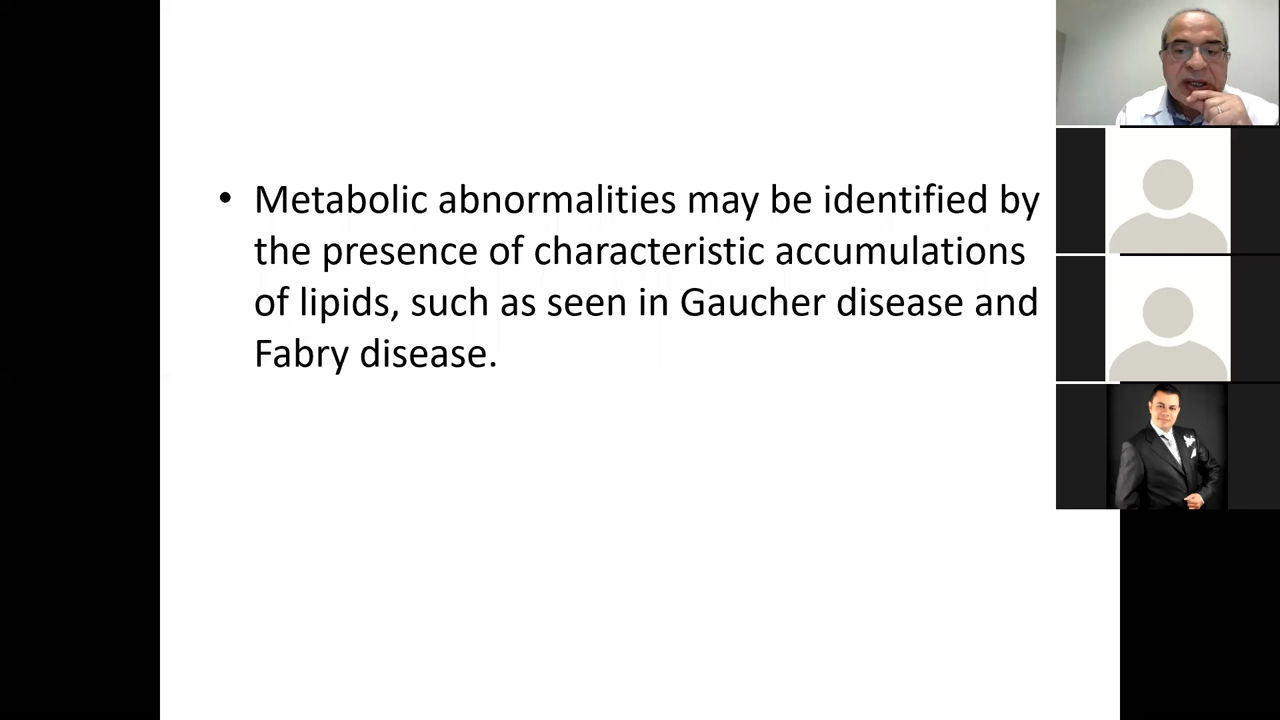 • Metabolic abnormalities may be identified by
the presence of characteristic accumulations
of lipids, such as seen in Gaucher disease and
Fabry disease.